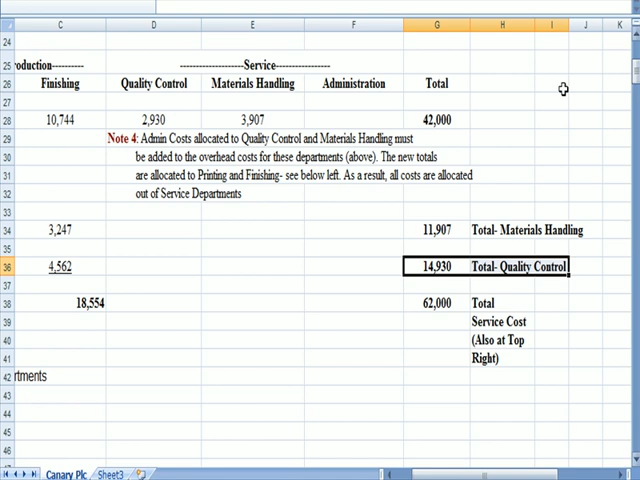 C D E F G H I J K
24
25 roduction---------- -------------------Service----------------
26 Finishing Quality Control Materials Handling Administration Total
27
28 10,744 2,930 3,907 42,000
29 Note 4: Admin Costs allocated to Quality Control and Materials Handling must
30 be added to the overhead costs for these departments (above). The new totals
31 are allocated to Printing and Finishing- see below left. As a result, all costs are allocated
32 out of Service Departments
33
34 3,247 11,907 Total- Materials Handling
35
36 4,562 14,930 Total- Quality Control
37
38 18,554 62,000 Total
39 Service Cost
40 (Also at Top
41 Right)
42 rtments
43
44
45
46
Canary Plc Sheet3